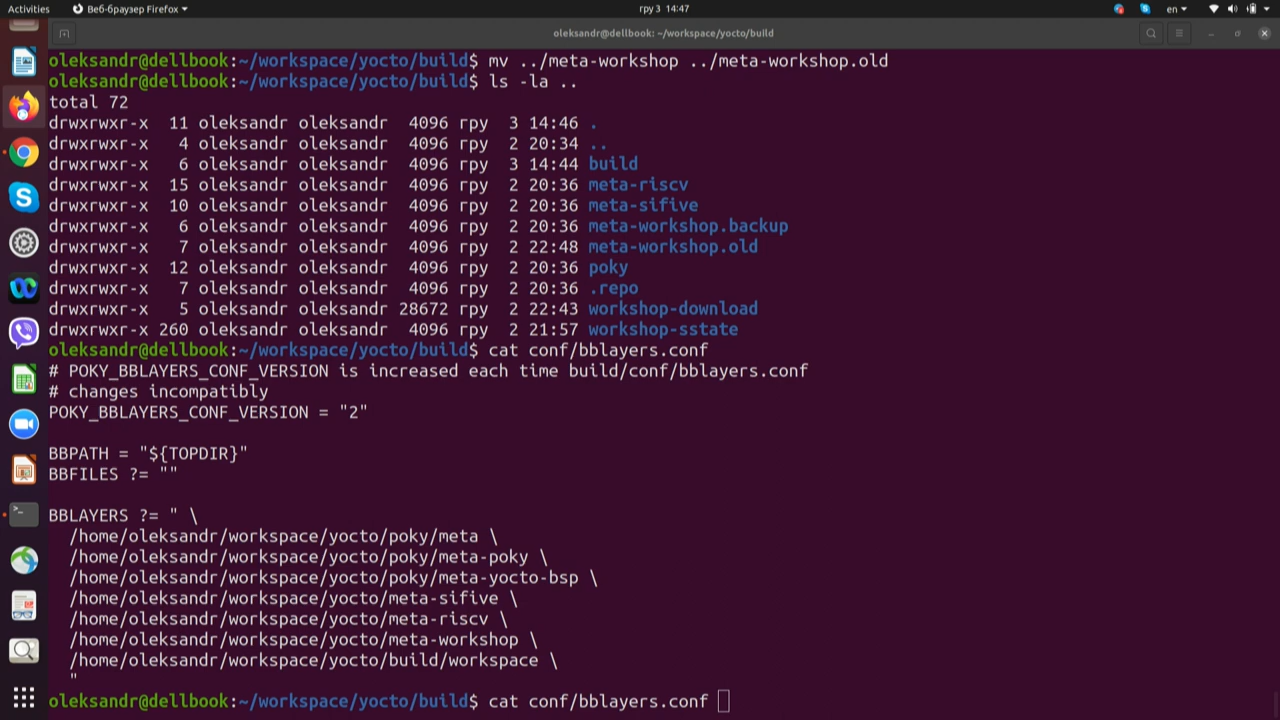 Activities Веб-браузер Firefox гру 3 14:47 en
oleksandr@dellbook: ~/workspace/yocto/build
oleksandr@dellbook:~/workspace/yocto/build$ mv ../meta-workshop ../meta-workshop.old
oleksandr@dellbook:~/workspace/yocto/build$ ls -la ..
total 72
drwxrwxr-x  11 oleksandr oleksandr  4096 гру  3 14:46 .
drwxrwxr-x   4 oleksandr oleksandr  4096 гру  2 20:34 ..
drwxrwxr-x   6 oleksandr oleksandr  4096 гру  3 14:44 build
drwxrwxr-x  15 oleksandr oleksandr  4096 гру  2 20:36 meta-riscv
drwxrwxr-x  10 oleksandr oleksandr  4096 гру  2 20:36 meta-sifive
drwxrwxr-x   6 oleksandr oleksandr  4096 гру  2 20:36 meta-workshop.backup
drwxrwxr-x   7 oleksandr oleksandr  4096 гру  2 22:48 meta-workshop.old
drwxrwxr-x  12 oleksandr oleksandr  4096 гру  2 20:36 poky
drwxrwxr-x   7 oleksandr oleksandr  4096 гру  2 20:36 .repo
drwxrwxr-x   5 oleksandr oleksandr 28672 гру  2 22:43 workshop-download
drwxrwxr-x 260 oleksandr oleksandr  4096 гру  2 21:57 workshop-sstate
oleksandr@dellbook:~/workspace/yocto/build$ cat conf/bblayers.conf
# POKY_BBLAYERS_CONF_VERSION is increased each time build/conf/bblayers.conf
# changes incompatibly
POKY_BBLAYERS_CONF_VERSION = "2"
BBPATH = "${TOPDIR}"
BBFILES ?= ""
BBLAYERS ?= " \
  /home/oleksandr/workspace/yocto/poky/meta \
  /home/oleksandr/workspace/yocto/poky/meta-poky \
  /home/oleksandr/workspace/yocto/poky/meta-yocto-bsp \
  /home/oleksandr/workspace/yocto/meta-sifive \
  /home/oleksandr/workspace/yocto/meta-riscv \
  /home/oleksandr/workspace/yocto/meta-workshop \
  /home/oleksandr/workspace/yocto/build/workspace \
  "
oleksandr@dellbook:~/workspace/yocto/build$ cat conf/bblayers.conf